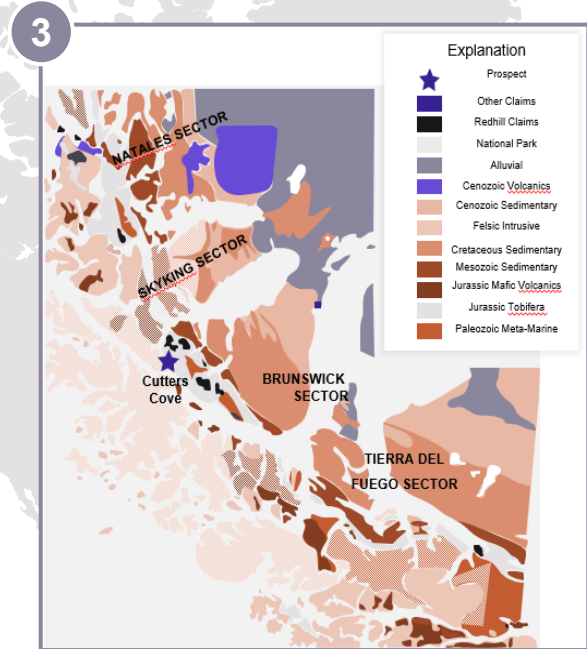 3
Explanation
Prospect
Other Claims
Redhill Claims
National Park
Alluvial
Cenozoic Volcanics
Cenozoic Sedimentary
Felsic Intrusive
Cretaceous Sedimentary
Mesozoic Sedimentary
Jurassic Mafic Volcanics
Jurassic Tobifera
Paleozoic Meta-Marine
NATALES SECTOR
SKYKING SECTOR
Cutters
Cove
BRUNSWICK
SECTOR
TIERRA DEL
FUEGO SECTOR